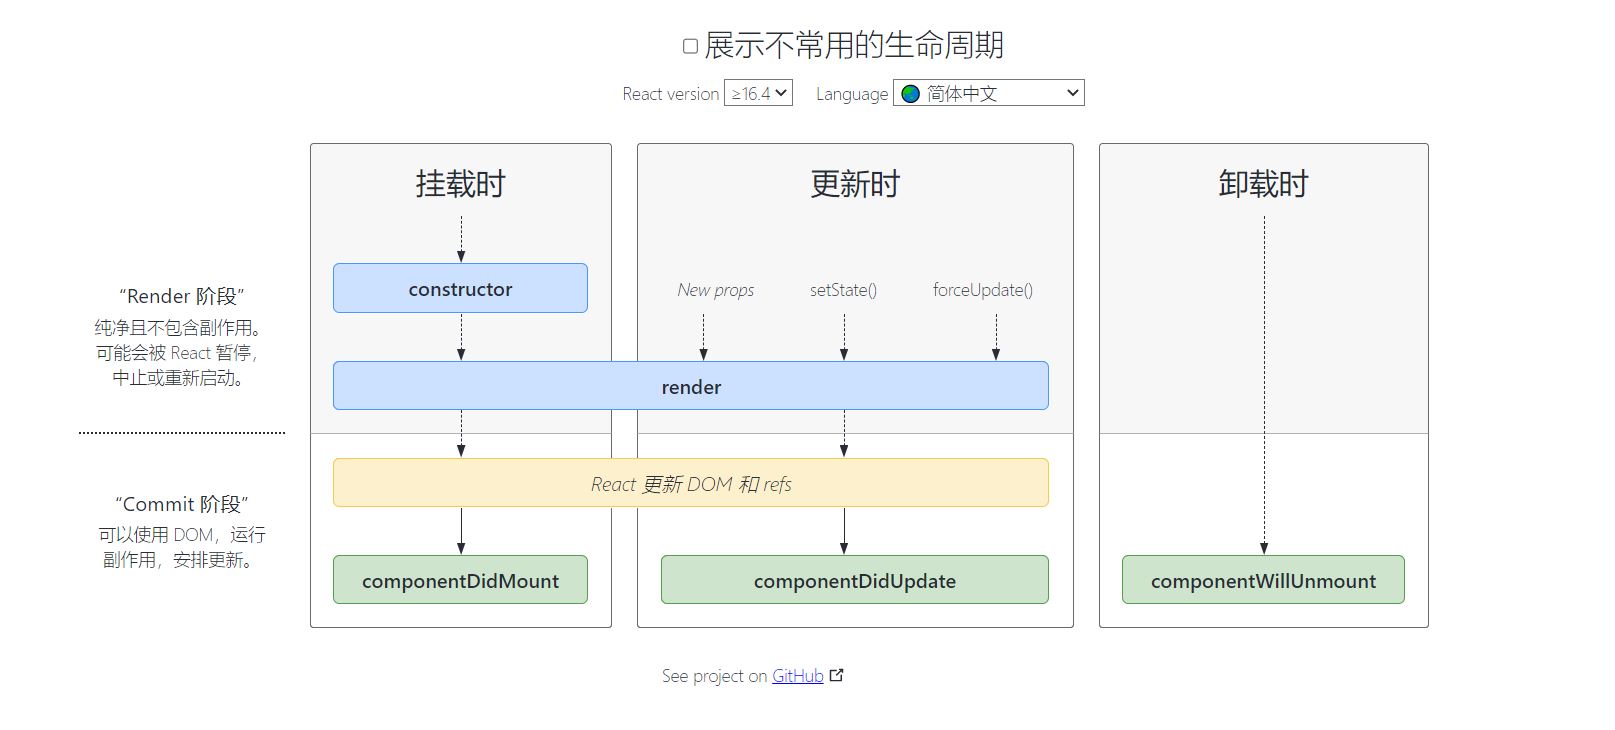 展示不常用的生命周期
React version ≥16.4 Language 简体中文
挂载时
更新时
卸载时
“Render 阶段”
纯净且不包含副作用。
可能会被 React 暂停，
中止或重新启动。
constructor
New props
setState()
forceUpdate()
render
“Commit 阶段”
可以使用 DOM，运行
副作用，安排更新。
React 更新 DOM 和 refs
componentDidMount
componentDidUpdate
componentWillUnmount
See project on GitHub